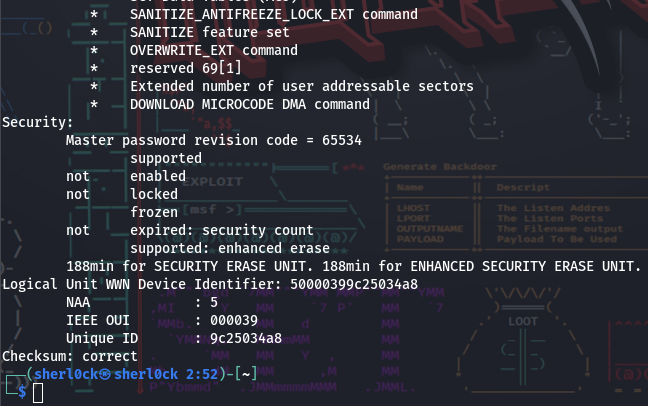 * SANITIZE_ANTIFREEZE_LOCK_EXT command
* SANITIZE feature set
* OVERWRITE_EXT command
* reserved 69[1]
* Extended number of user addressable sectors
* DOWNLOAD MICROCODE DMA command
Security:
Master password revision code = 65534
supported
not enabled
not locked
frozen
not expired: security count
supported: enhanced erase
188min for SECURITY ERASE UNIT. 188min for ENHANCED SECURITY ERASE UNIT.
Logical Unit WWN Device Identifier: 50000399c25034a8
NAA : 5
IEEE OUI : 000039
Unique ID : 9c25034a8
Checksum: correct
┌──(sherl0ck㉿sherl0ck 2:52)-[~]
└─$
EXPLOIT
[msf >]
Generate Backdoor
Name Descript
LHOST The Listen Addres
LPORT The Listen Ports
OUTPUTNAME The Filename output
PAYLOAD Payload To Be Used
LOOT